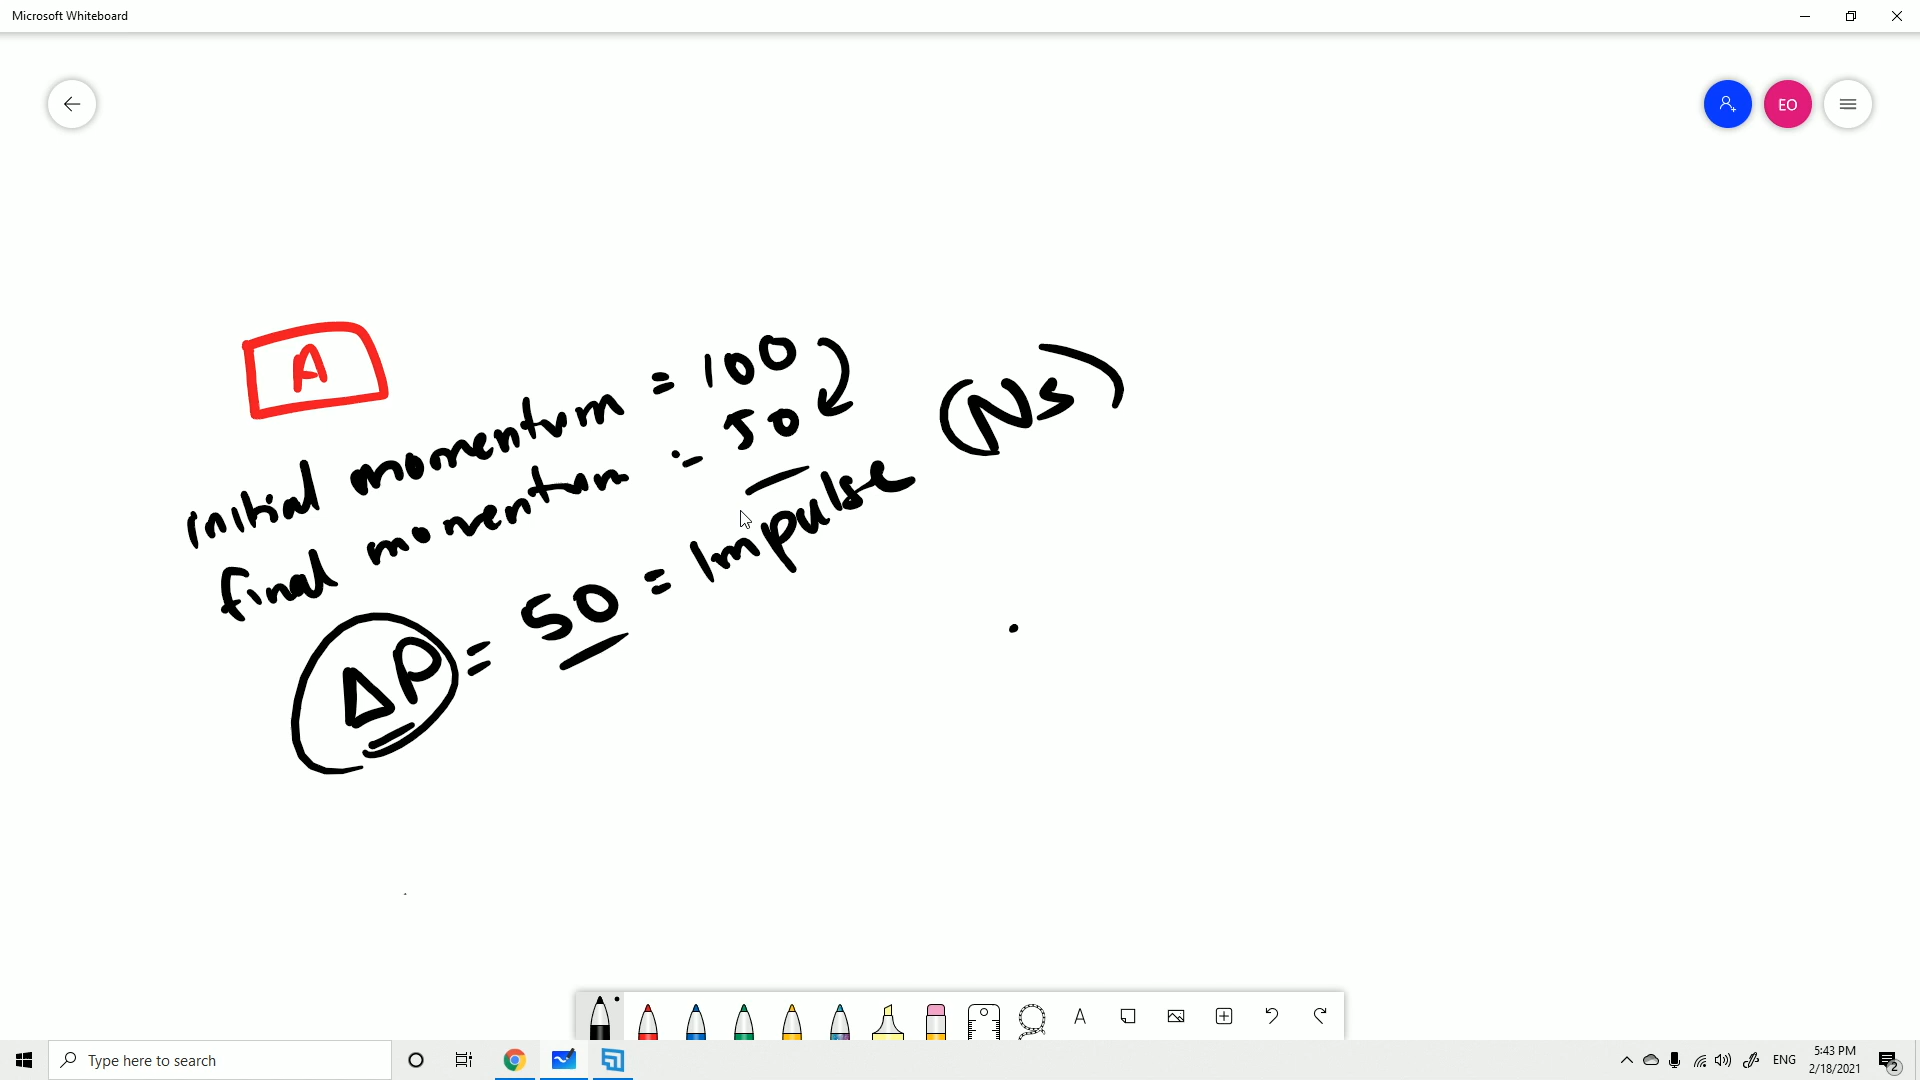 Microsoft Whiteboard
EO
A
initial momentum = 100
final momentum = 50
(Ns)
ΔP = 50 = Impulse
A
Type here to search
ENG
5:43 PM
2/18/2021
2